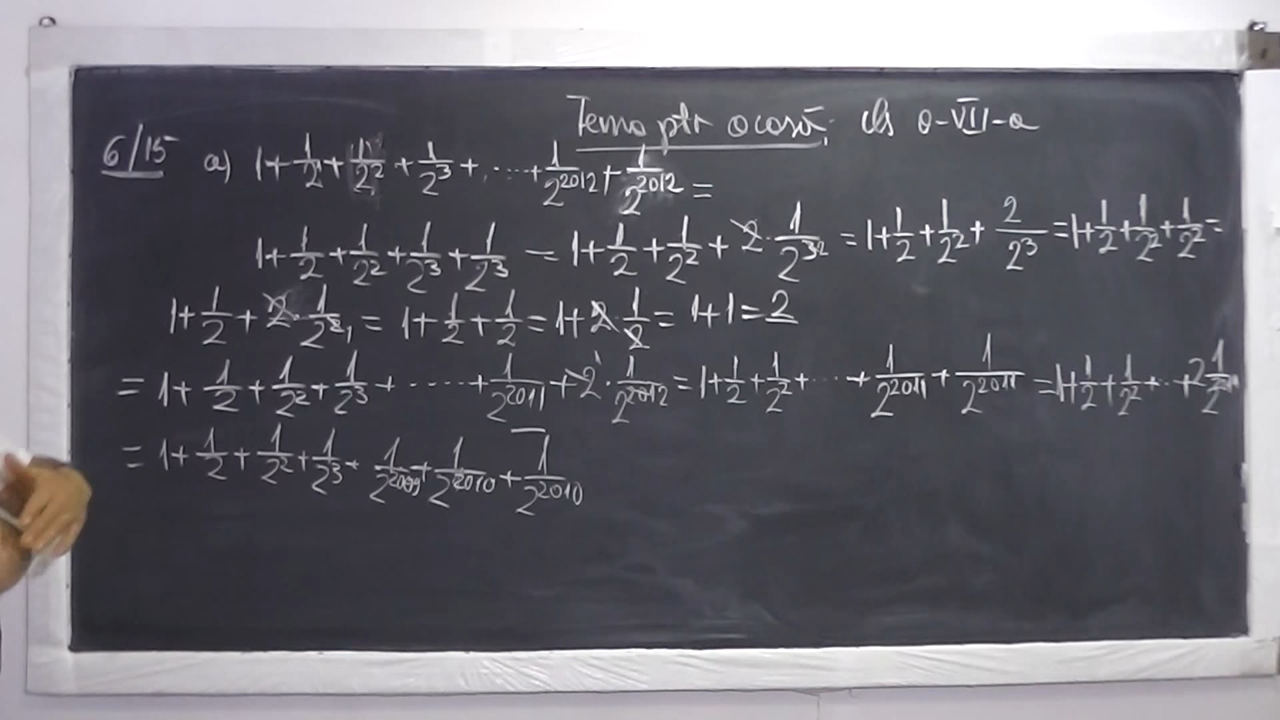 Tema ptr acasă, cls a-VII-a
6/15 a) 1+1/2+1/2²+1/2³+.....+1/2²⁰¹²+1/2²⁰¹²=
1+1/2+1/2²+1/2³+1/2³ = 1+1/2+1/2²+2·1/2³ ² = 1+1/2+1/2²+2/2³=1+1/2+1/2²+1/2²=
1+1/2+2·1/2², = 1+1/2+1/2=1+2·1/2= 1+1=2
=1+1/2+1/2²+1/2³+.....+1/2²⁰¹¹+2·1/2²⁰¹²=1+1/2+1/2²+...+1/2²⁰¹¹+1/2²⁰¹¹=1+1/2+1/2²+..+2 1/2²⁰¹¹
=1+1/2+1/2²+1/2³+ 1/2²⁰⁰⁹+1/2²⁰¹⁰+1/2²⁰¹⁰